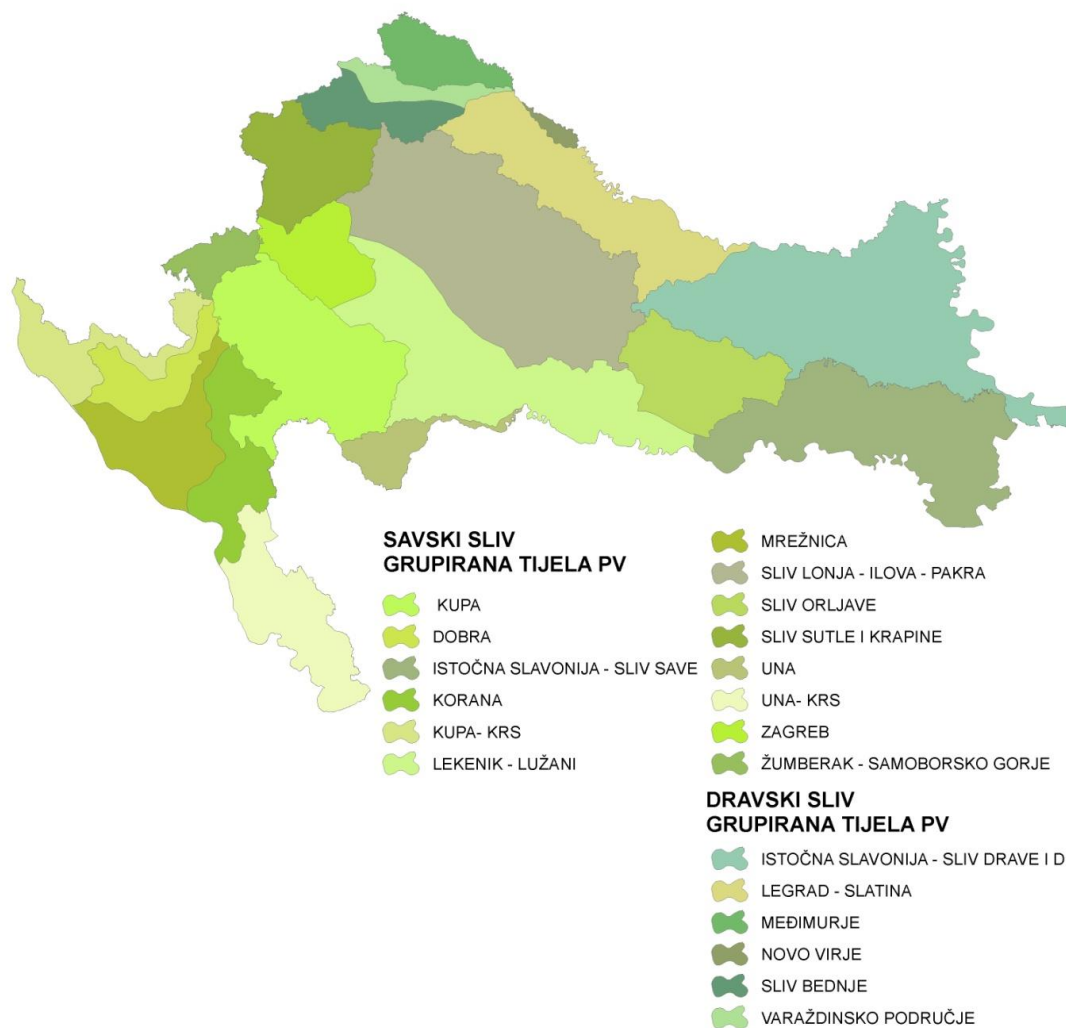 SAVSKI SLIV
GRUPIRANA TIJELA PV
KUPA
DOBRA
ISTOČNA SLAVONIJA - SLIV SAVE
KORANA
KUPA- KRS
LEKENIK - LUŽANI
MREŽNICA
SLIV LONJA - ILOVA - PAKRA
SLIV ORLJAVE
SLIV SUTLE I KRAPINE
UNA
UNA- KRS
ZAGREB
ŽUMBERAK - SAMOBORSKO GORJE
DRAVSKI SLIV
GRUPIRANA TIJELA PV
ISTOČNA SLAVONIJA - SLIV DRAVE I D
LEGRAD - SLATINA
MEĐIMURJE
NOVO VIRJE
SLIV BEDNJE
VARAŽDINSKO PODRUČJE